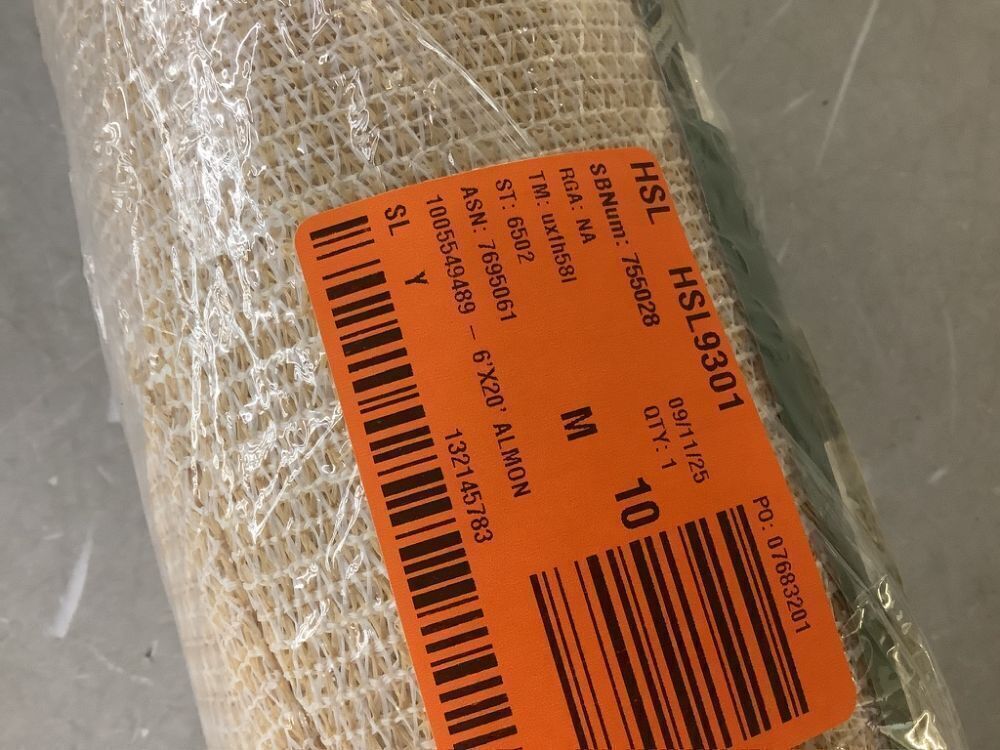 HSL HSL9301
SBNum: 755028 09/11/25 PO: 07683201
RGA: NA QTY: 1
TM: uxfh58l
ST: 6502 M 10
ASN: 7695061
1005549489 – 6'X20' ALMON
SL Y 132145783